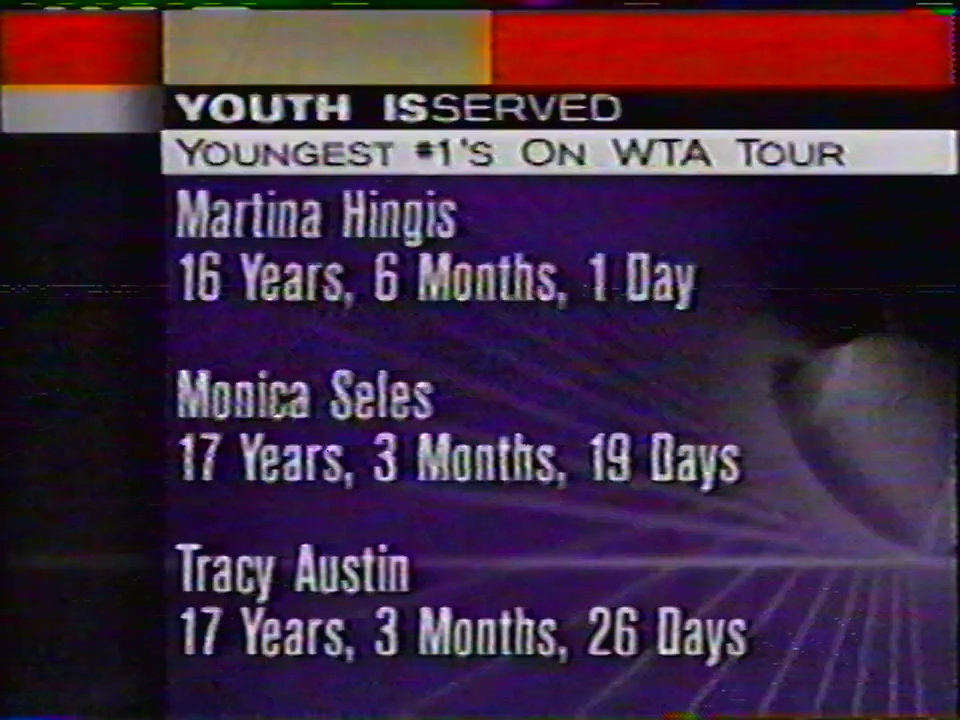 YOUTH ISSERVED
YOUNGEST #1'S ON WTA TOUR
Martina Hingis
16 Years, 6 Months, 1 Day
Monica Seles
17 Years, 3 Months, 19 Days
Tracy Austin
17 Years, 3 Months, 26 Days